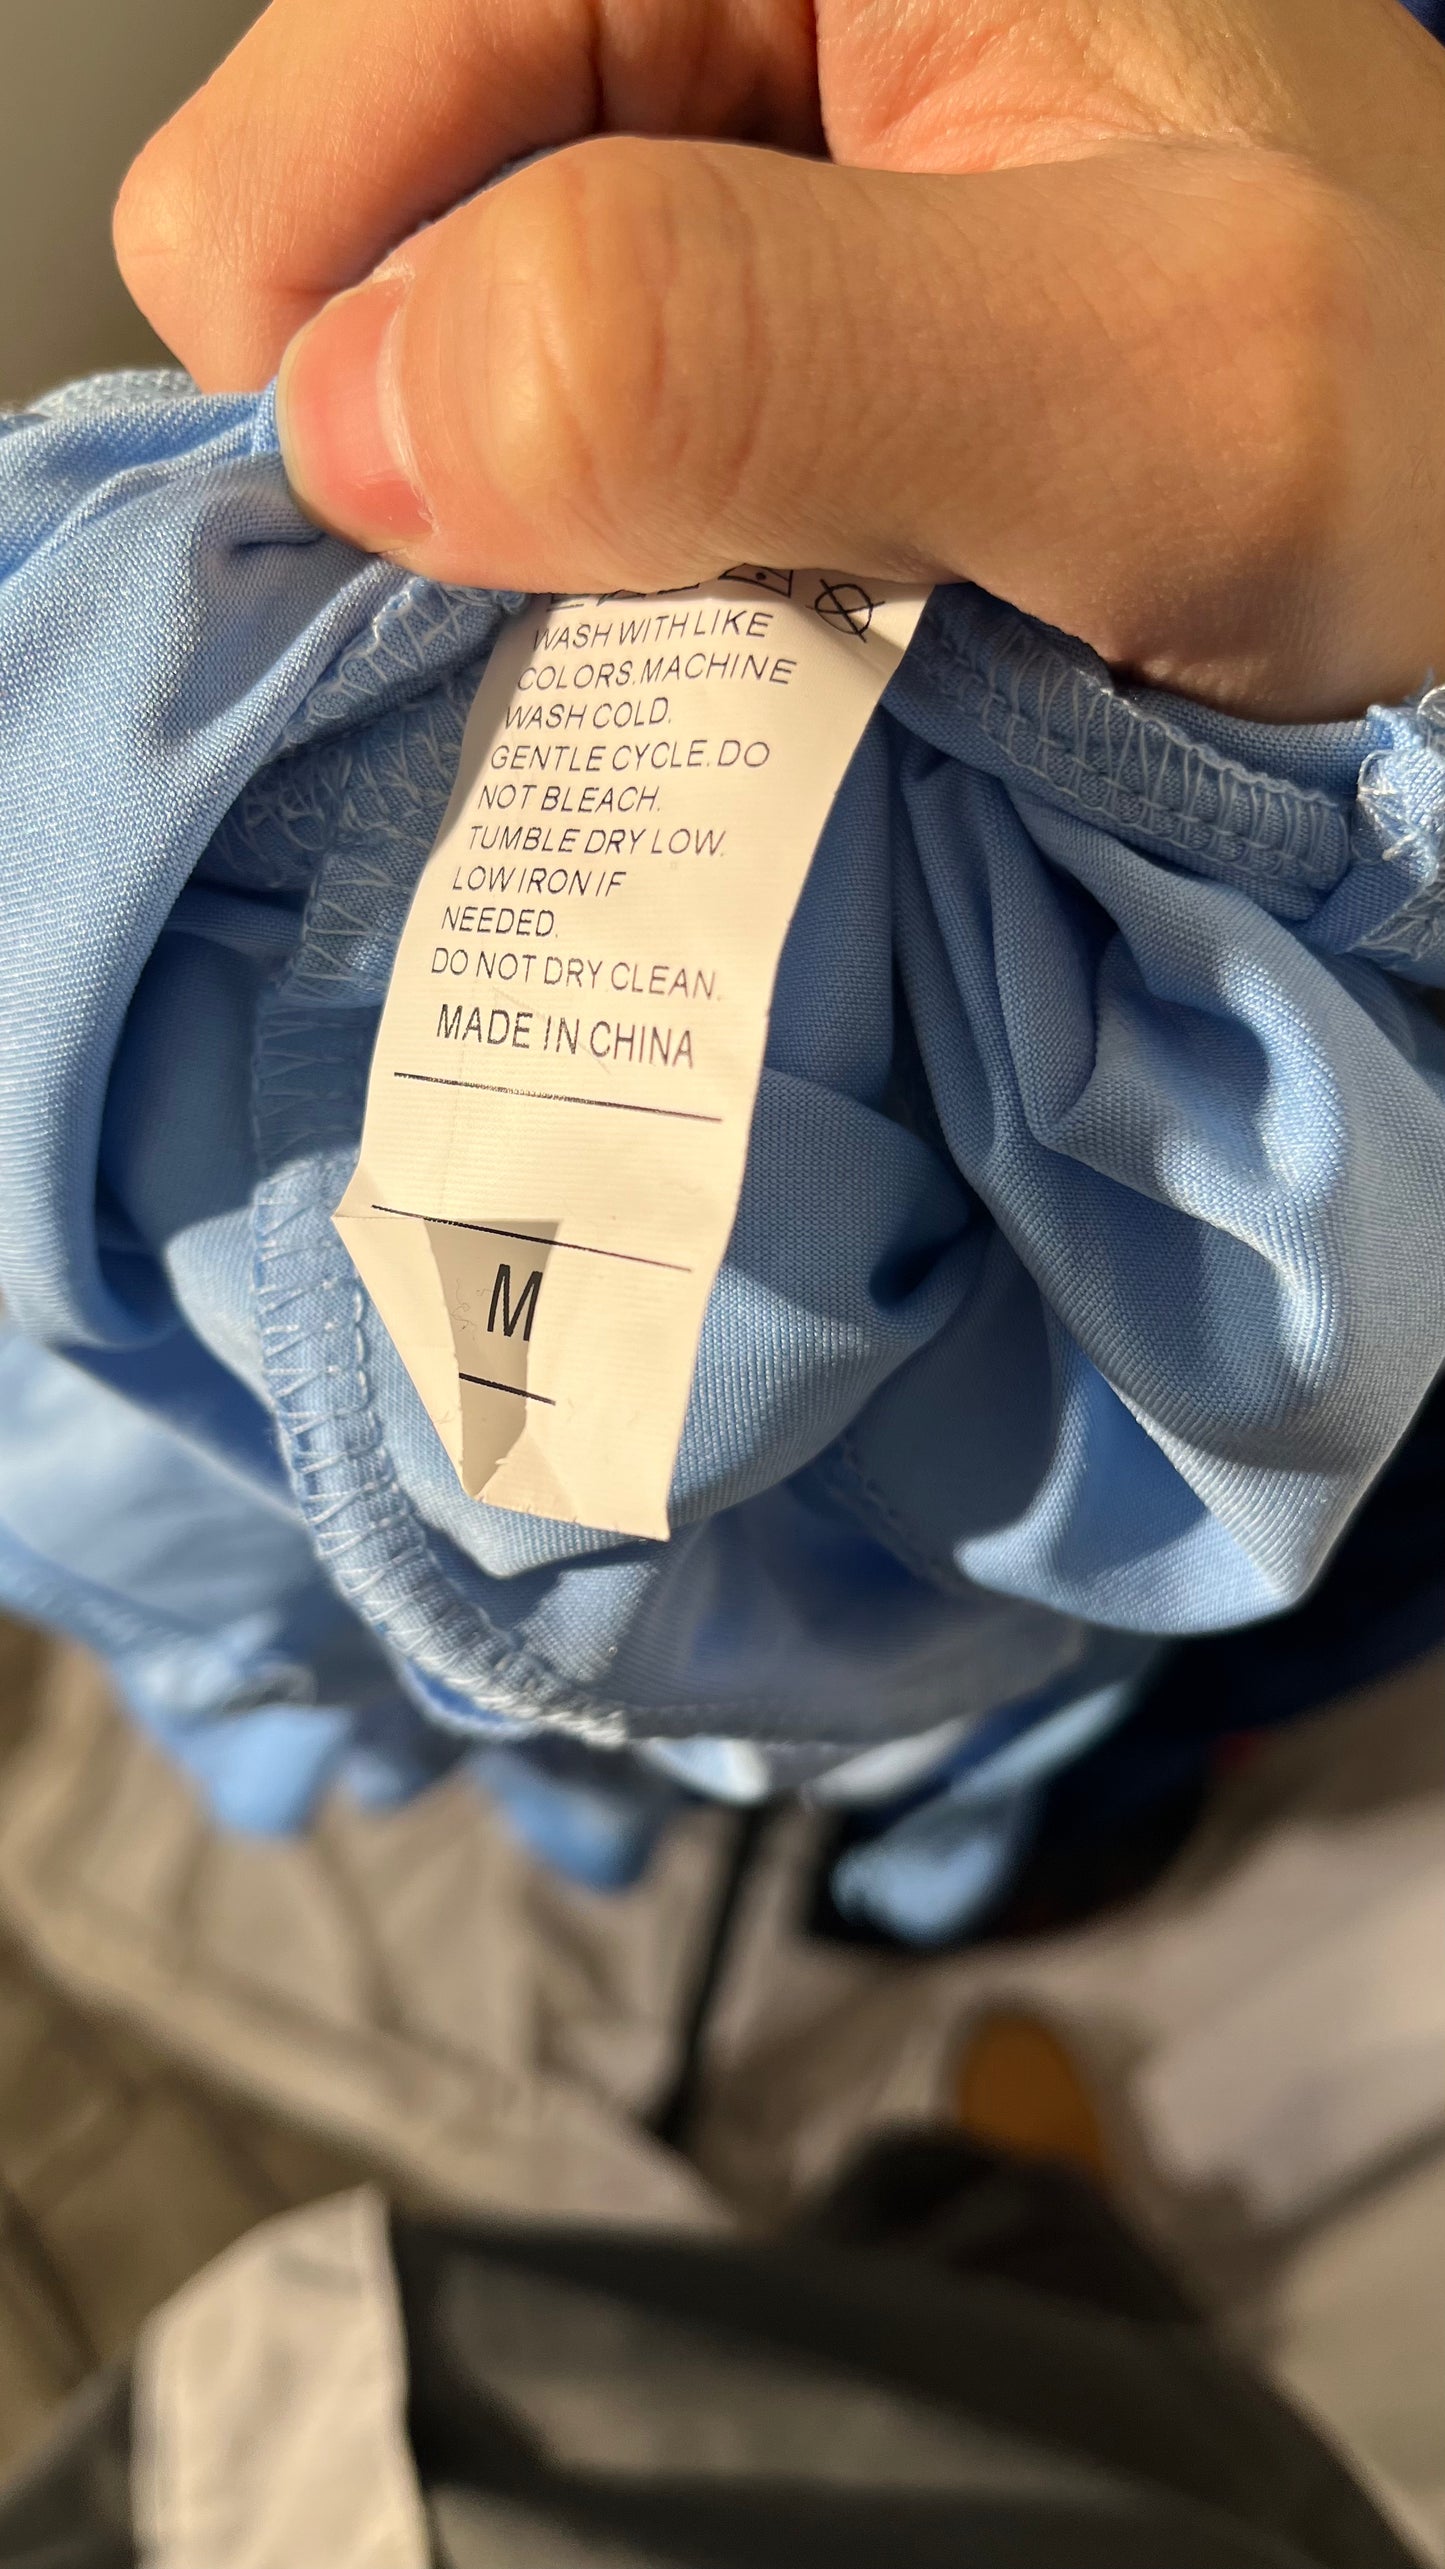 WASH WITH LIKE
COLORS.MACHINE
WASH COLD.
GENTLE CYCLE.DO
NOT BLEACH.
TUMBLE DRY LOW.
LOW IRON IF
NEEDED.
DO NOT DRY CLEAN.
MADE IN CHINA
M